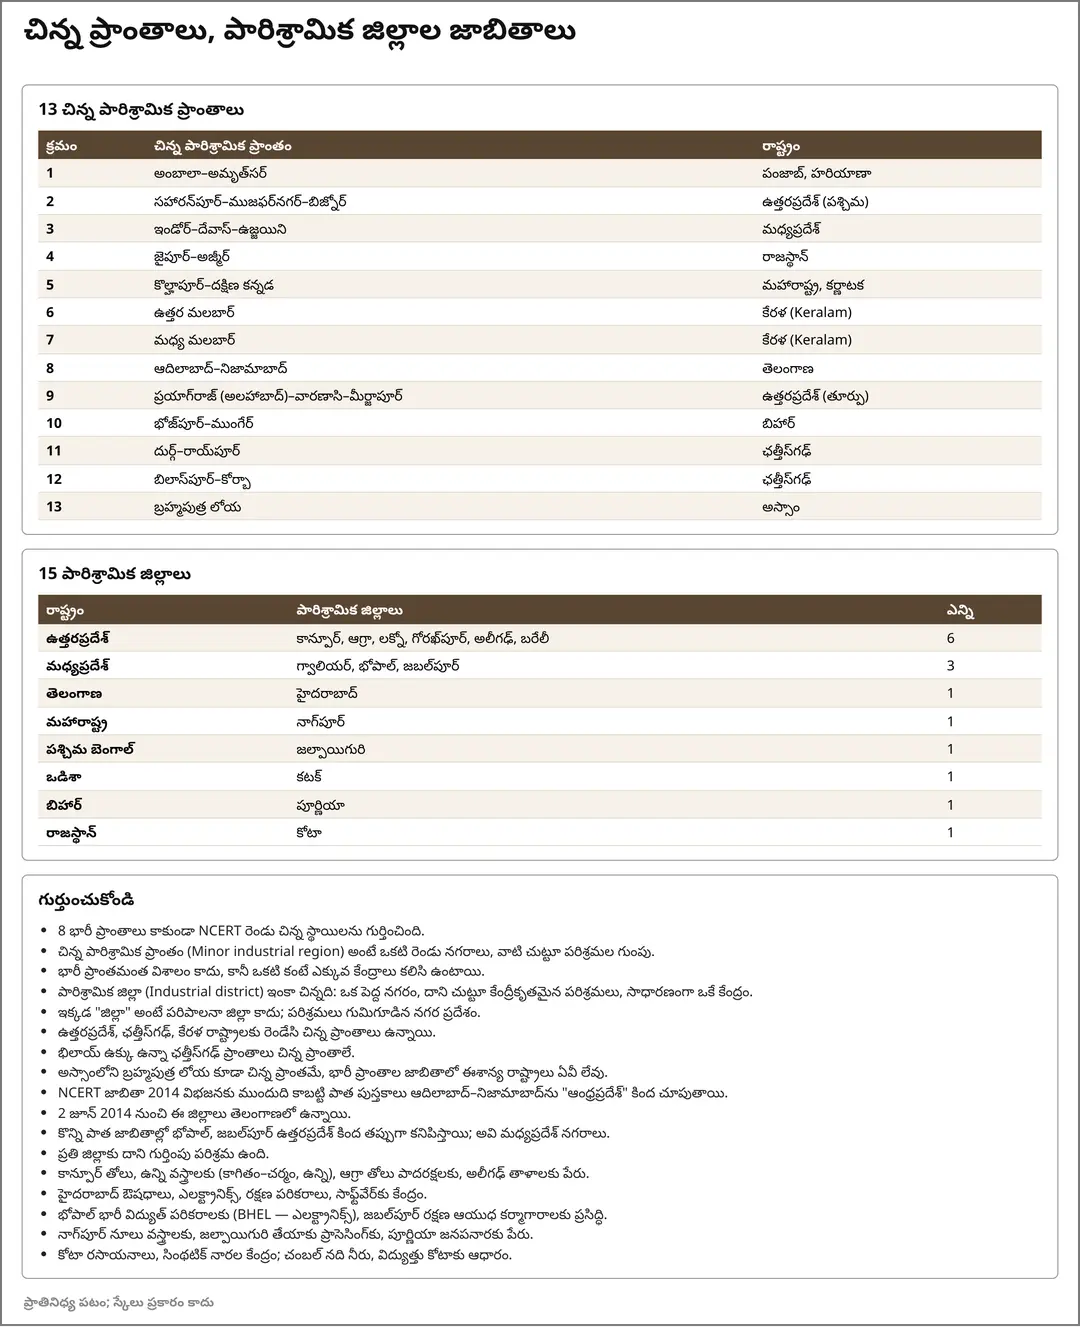 చిన్న ప్రాంతాలు, పారిశ్రామిక జిల్లాల జాబితాలు
13 చిన్న పారిశ్రామిక ప్రాంతాలు
క్రమం చిన్న పారిశ్రామిక ప్రాంతం రాష్ట్రం
1 అంబాలా–అమృత్‌సర్ పంజాబ్, హరియాణా
2 సహారన్‌పూర్–ముజఫర్‌నగర్–బిజ్నోర్ ఉత్తరప్రదేశ్ (పశ్చిమ)
3 ఇండోర్–దేవాస్–ఉజ్జయిని మధ్యప్రదేశ్
4 జైపూర్–అజ్మీర్ రాజస్థాన్
5 కొల్హాపూర్–దక్షిణ కన్నడ మహారాష్ట్ర, కర్ణాటక
6 ఉత్తర మలబార్ కేరళ (Keralam)
7 మధ్య మలబార్ కేరళ (Keralam)
8 ఆదిలాబాద్–నిజామాబాద్ తెలంగాణ
9 ప్రయాగ్‌రాజ్ (అలహాబాద్)–వారణాసి–మీర్జాపూర్ ఉత్తరప్రదేశ్ (తూర్పు)
10 భోజ్‌పూర్–ముంగేర్ బిహార్
11 దుర్గ్–రాయ్‌పూర్ ఛత్తీస్‌గఢ్
12 బిలాస్‌పూర్–కోర్బా ఛత్తీస్‌గఢ్
13 బ్రహ్మపుత్ర లోయ అస్సాం
15 పారిశ్రామిక జిల్లాలు
రాష్ట్రం పారిశ్రామిక జిల్లాలు ఎన్ని
ఉత్తరప్రదేశ్ కాన్పూర్, ఆగ్రా, లక్నో, గోరఖ్‌పూర్, అలీగఢ్, బరేలీ 6
మధ్యప్రదేశ్ గ్వాలియర్, భోపాల్, జబల్‌పూర్ 3
తెలంగాణ హైదరాబాద్ 1
మహారాష్ట్ర నాగ్‌పూర్ 1
పశ్చిమ బెంగాల్ జల్పాయిగురి 1
ఒడిశా కటక్ 1
బిహార్ పూర్ణియా 1
రాజస్థాన్ కోటా 1
గుర్తుంచుకోండి
• 8 భారీ ప్రాంతాలు కాకుండా NCERT రెండు చిన్న స్థాయిలను గుర్తించింది.
• చిన్న పారిశ్రామిక ప్రాంతం (Minor industrial region) అంటే ఒకటి రెండు నగరాలు, వాటి చుట్టూ పరిశ్రమల గుంపు.
• భారీ ప్రాంతమంత విశాలం కాదు, కానీ ఒకటి కంటే ఎక్కువ కేంద్రాలు కలిసి ఉంటాయి.
• పారిశ్రామిక జిల్లా (Industrial district) ఇంకా చిన్నది: ఒక పెద్ద నగరం, దాని చుట్టూ కేంద్రీకృతమైన పరిశ్రమలు, సాధారణంగా ఒకే కేంద్రం.
• ఇక్కడ "జిల్లా" అంటే పరిపాలనా జిల్లా కాదు; పరిశ్రమలు గుమిగూడిన నగర ప్రదేశం.
• ఉత్తరప్రదేశ్, ఛత్తీస్‌గఢ్, కేరళ రాష్ట్రాలకు రెండేసి చిన్న ప్రాంతాలు ఉన్నాయి.
• భిలాయ్ ఉక్కు ఉన్నా ఛత్తీస్‌గఢ్ ప్రాంతాలు చిన్న ప్రాంతాలే.
• అస్సాంలోని బ్రహ్మపుత్ర లోయ కూడా చిన్న ప్రాంతమే, భారీ ప్రాంతాల జాబితాలో ఈశాన్య రాష్ట్రాలు ఏవీ లేవు.
• NCERT జాబితా 2014 విభజనకు ముందుది కాబట్టి పాత పుస్తకాలు ఆదిలాబాద్–నిజామాబాద్‌ను "ఆంధ్రప్రదేశ్" కింద చూపుతాయి.
• 2 జూన్ 2014 నుంచి ఈ జిల్లాలు తెలంగాణలో ఉన్నాయి.
• కొన్ని పాత జాబితాల్లో భోపాల్, జబల్‌పూర్ ఉత్తరప్రదేశ్ కింద తప్పుగా కనిపిస్తాయి; అవి మధ్యప్రదేశ్ నగరాలు.
• ప్రతి జిల్లాకు దాని గుర్తింపు పరిశ్రమ ఉంది.
• కాన్పూర్ తోలు, ఉన్ని వస్త్రాలకు (కాగితం–చర్మం, ఉన్ని), ఆగ్రా తోలు పాదరక్షలకు, అలీగఢ్ తాళాలకు పేరు.
• హైదరాబాద్ ఔషధాలు, ఎలక్ట్రానిక్స్, రక్షణ పరికరాలు, సాఫ్ట్‌వేర్‌కు కేంద్రం.
• భోపాల్ భారీ విద్యుత్ పరికరాలకు (BHEL — ఎలక్ట్రానిక్స్), జబల్‌పూర్ రక్షణ ఆయుధ కర్మాగారాలకు ప్రసిద్ధి.
• నాగ్‌పూర్ నూలు వస్త్రాలకు, జల్పాయిగురి తేయాకు ప్రాసెసింగ్‌కు, పూర్ణియా జనపనారకు పేరు.
• కోటా రసాయనాలు, సింథటిక్ నారల కేంద్రం; చంబల్ నది నీరు, విద్యుత్తు కోటాకు ఆధారం.
ప్రాతినిధ్య పటం; స్కేలు ప్రకారం కాదు